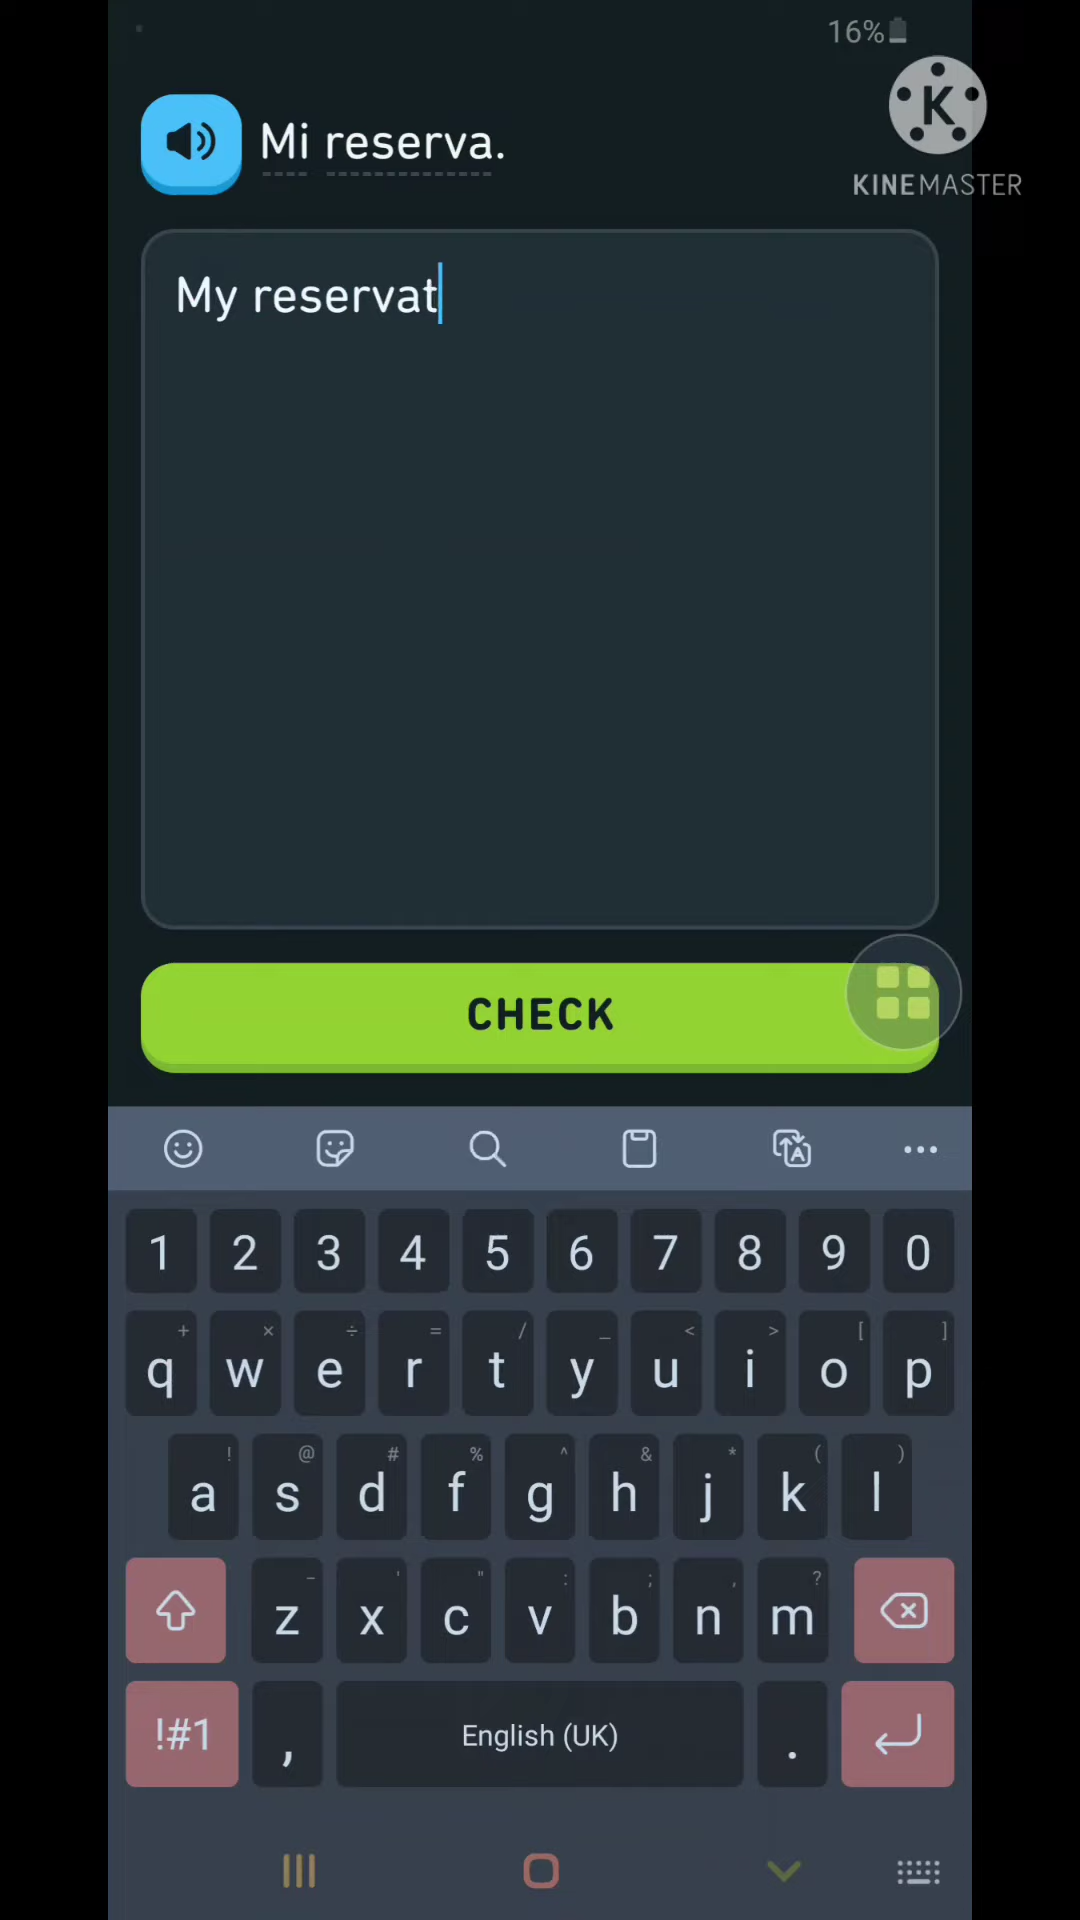 16%
Mi reserva.
K
KINEMASTER
My reservat
CHECK
1 2 3 4 5 6 7 8 9 0
+ × ÷ = / _ < > [ ]
q w e r t y u i o p
! @ # % ^ & * ( )
a s d f g h j k l
- ' " : ; , ?
z x c v b n m
!#1 , English (UK) .